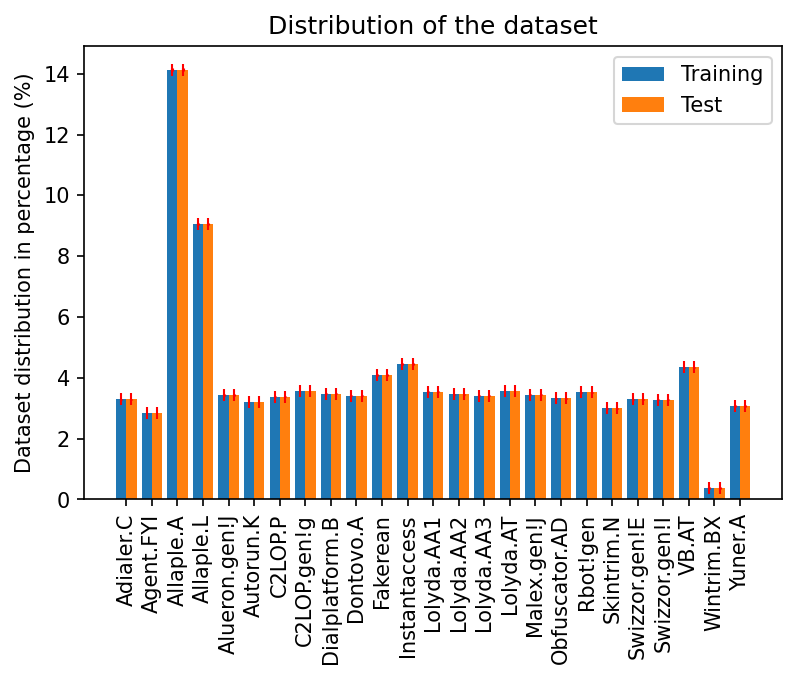 Distribution of the dataset
Dataset distribution in percentage (%)
14
12
10
8
6
4
2
0
Training
Test
Adialer.C
Agent.FYI
Allaple.A
Allaple.L
Alueron.gen!J
Autorun.K
C2LOP.P
C2LOP.gen!g
Dialplatform.B
Dontovo.A
Fakerean
Instantaccess
Lolyda.AA1
Lolyda.AA2
Lolyda.AA3
Lolyda.AT
Malex.gen!J
Obfuscator.AD
Rbot!gen
Skintrim.N
Swizzor.gen!E
Swizzor.gen!I
VB.AT
Wintrim.BX
Yuner.A